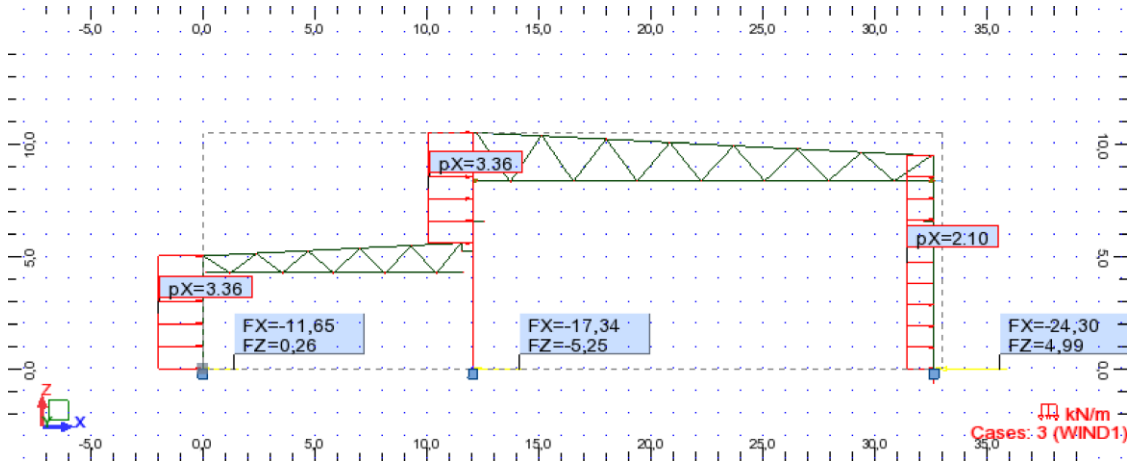 -5,0 0,0 5,0 10,0 15,0 20,0 25,0 30,0 35,0
10,0 10,0
pX=3.36
pX=3.36
pX=2.10
5,0 5,0
FX=-11,65
FZ=0,26
FX=-17,34
FZ=-5,25
FX=-24,30
FZ=4,99
0,0 0,0
Z
Y
X
kN/m
Cases: 3 (WIND1)
-5,0 0,0 5,0 10,0 15,0 20,0 25,0 30,0 35,0